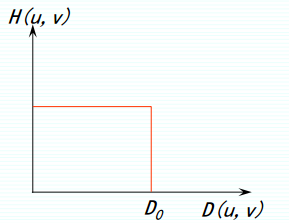 H(u, v)
D₀
D(u, v)